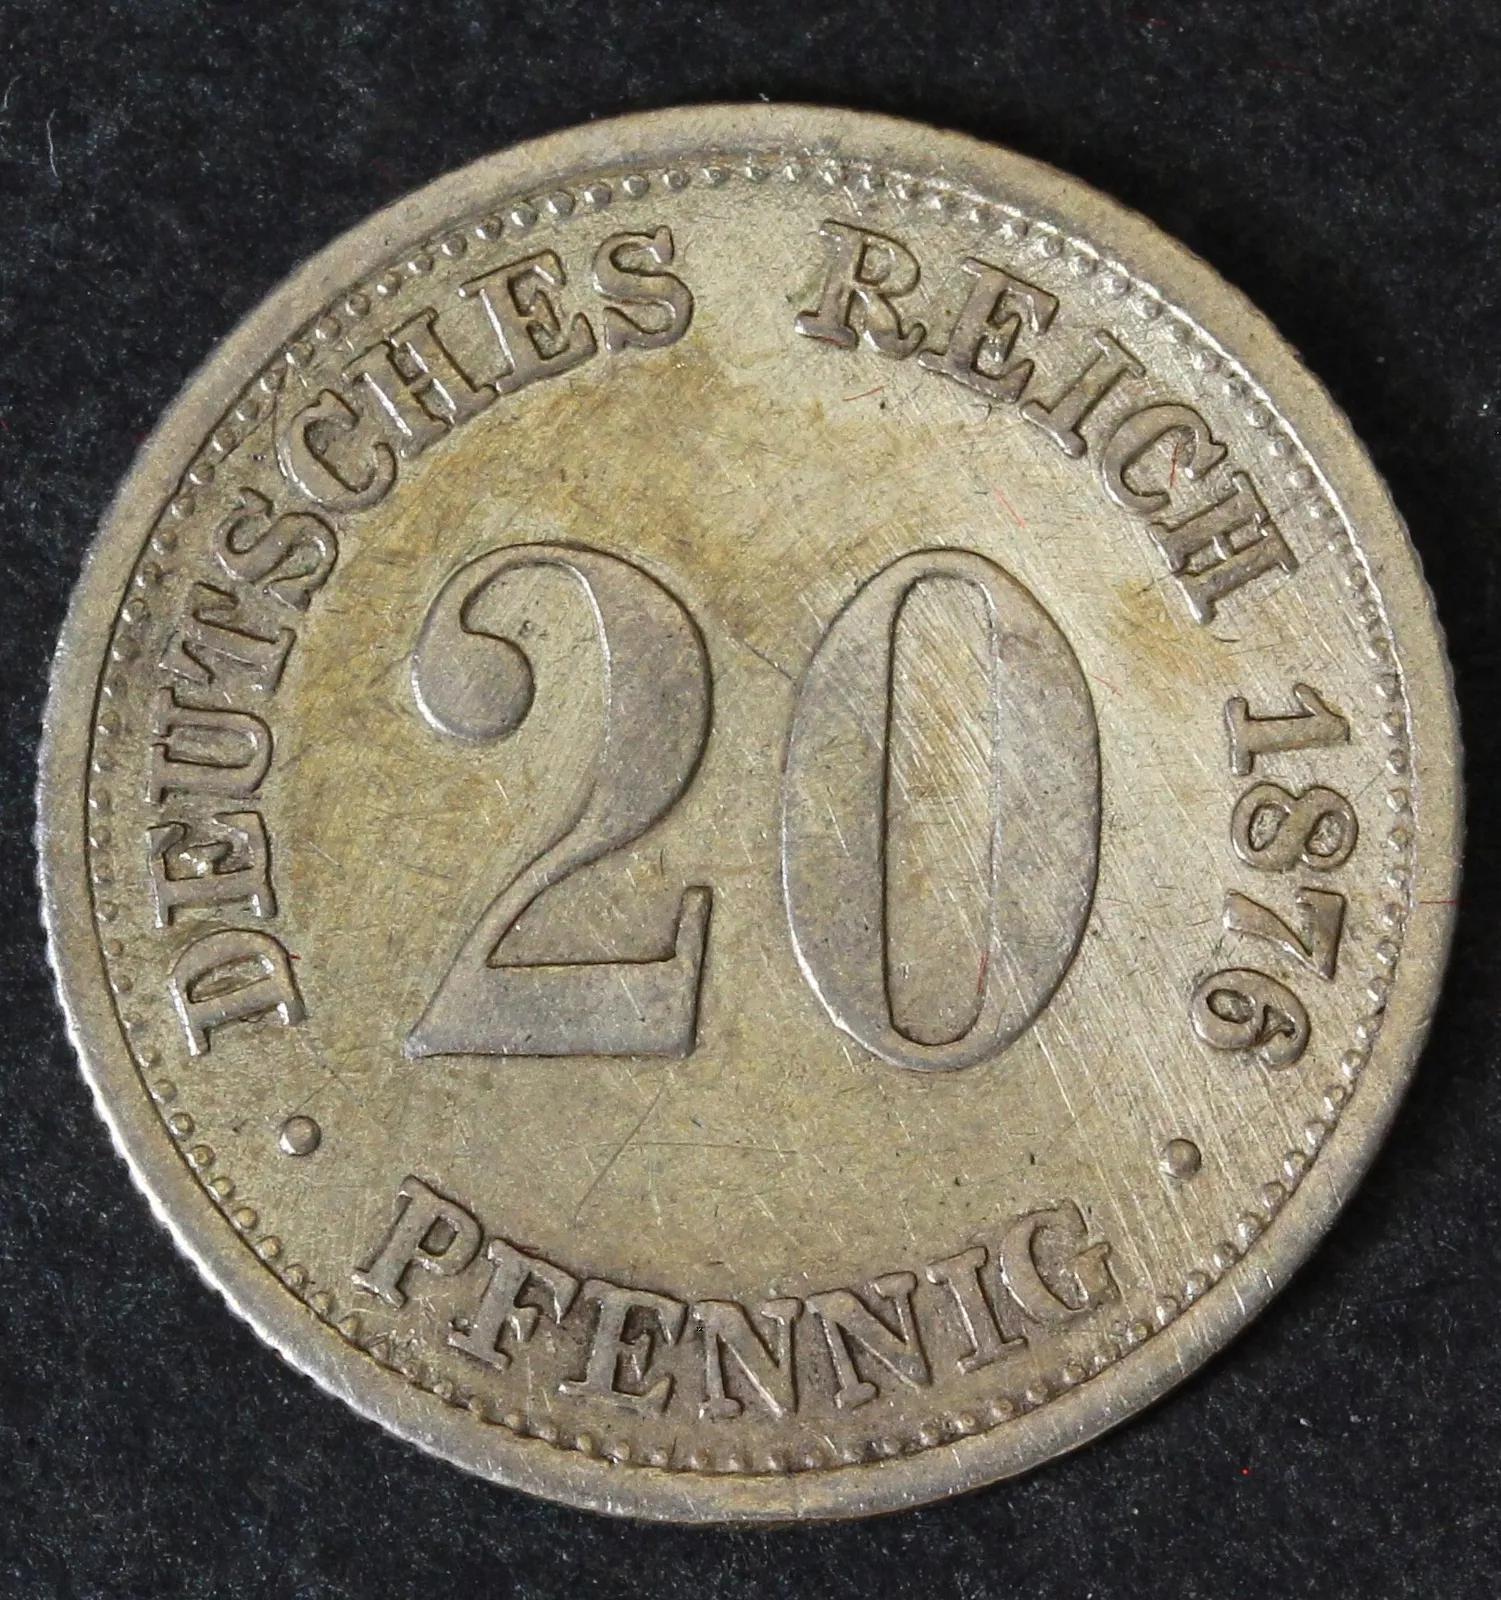 DEUTSCHES REICH 1876
20
• PFENNIG •